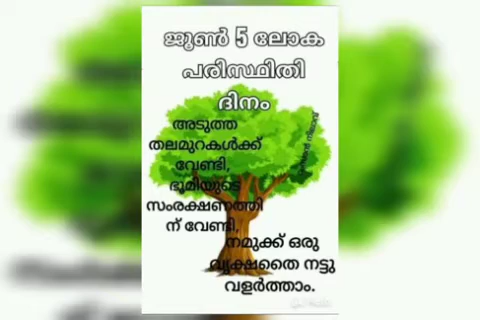 ജൂൺ 5 ലോക
പരിസ്ഥിതി
ദിനം
അടുത്ത
തലമുറകൾക്ക്
വേണ്ടി,
ഭൂമിയുടെ
സംരക്ഷണത്തി
ന് വേണ്ടി,
നമുക്ക് ഒരു
വൃക്ഷതൈ നട്ടു
വളർത്താം.